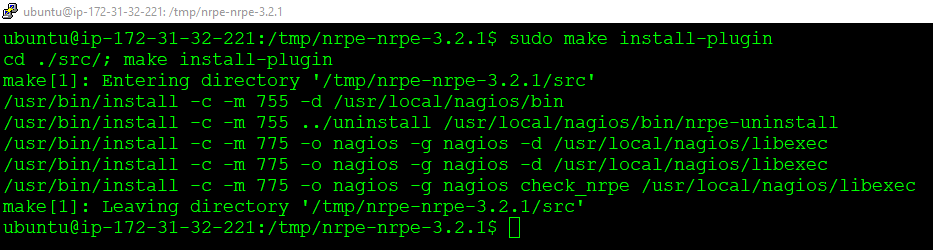 ubuntu@ip-172-31-32-221: /tmp/nrpe-nrpe-3.2.1
ubuntu@ip-172-31-32-221:/tmp/nrpe-nrpe-3.2.1$ sudo make install-plugin
cd ./src/; make install-plugin
make[1]: Entering directory '/tmp/nrpe-nrpe-3.2.1/src'
/usr/bin/install -c -m 755 -d /usr/local/nagios/bin
/usr/bin/install -c -m 755 ../uninstall /usr/local/nagios/bin/nrpe-uninstall
/usr/bin/install -c -m 775 -o nagios -g nagios -d /usr/local/nagios/libexec
/usr/bin/install -c -m 775 -o nagios -g nagios -d /usr/local/nagios/libexec
/usr/bin/install -c -m 775 -o nagios -g nagios check_nrpe /usr/local/nagios/libexec
make[1]: Leaving directory '/tmp/nrpe-nrpe-3.2.1/src'
ubuntu@ip-172-31-32-221:/tmp/nrpe-nrpe-3.2.1$